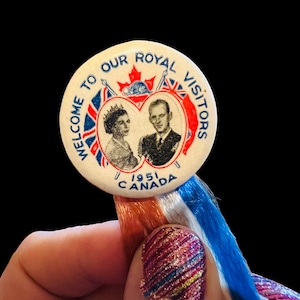 WELCOME TO OUR ROYAL VISITORS
1951
CANADA